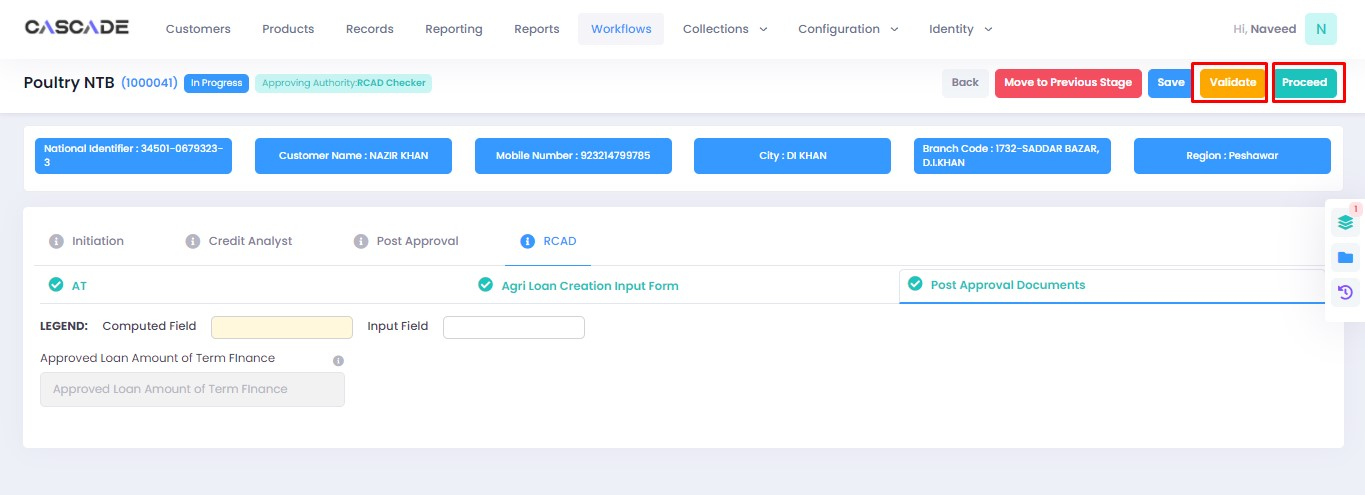 CASCADE Customers Products Records Reporting Reports Workflows Collections Configuration Identity Hi, Naveed N
Poultry NTB (1000041) In Progress Approving Authority:RCAD Checker Back Move to Previous Stage Save Validate Proceed
National Identifier : 34501-0679323-
3
Customer Name : NAZIR KHAN
Mobile Number : 923214799785
City : DI KHAN
Branch Code : 1732-SADDAR BAZAR,
D.I.KHAN
Region : Peshawar
1
Initiation Credit Analyst Post Approval RCAD
AT Agri Loan Creation Input Form Post Approval Documents
LEGEND: Computed Field Input Field
Approved Loan Amount of Term FInance
Approved Loan Amount of Term FInance